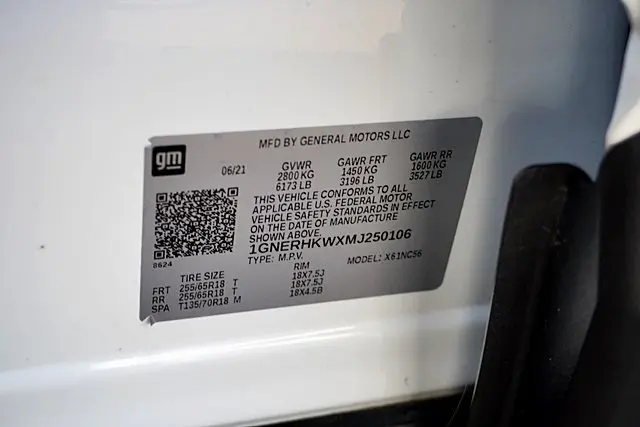 MFD BY GENERAL MOTORS LLC
gm
06/21 GVWR GAWR FRT GAWR RR
2800 KG 1450 KG 1600 KG
6173 LB 3196 LB 3527 LB
THIS VEHICLE CONFORMS TO ALL
APPLICABLE U.S. FEDERAL MOTOR
VEHICLE SAFETY STANDARDS IN EFFECT
ON THE DATE OF MANUFACTURE
SHOWN ABOVE.
1GNERHKWXMJ250106
8624
TYPE: M.P.V. MODEL: X61NC56
TIRE SIZE RIM
FRT 255/65R18 T 18X7.5J
RR 255/65R18 T 18X7.5J
SPA T135/70R18 M 18X4.5B